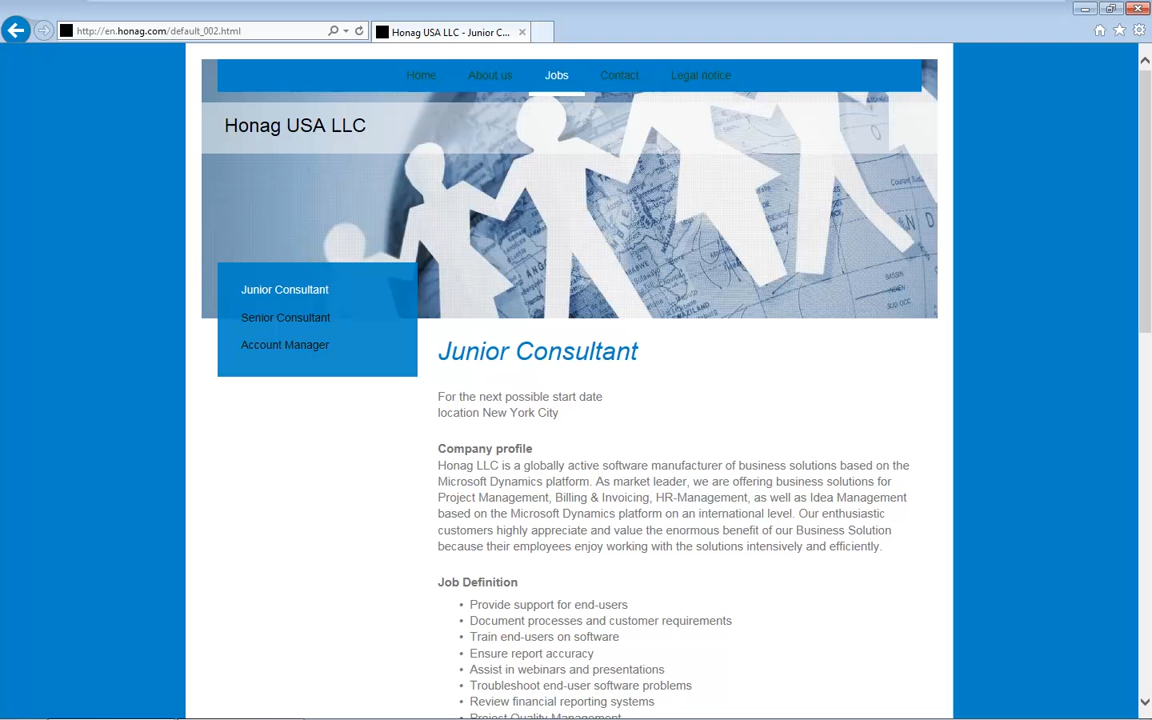 http://en.honag.com/default_002.html
Honag USA LLC - Junior C...
Home About us Jobs Contact Legal notice
Honag USA LLC
Junior Consultant
Senior Consultant
Account Manager
Junior Consultant
For the next possible start date
location New York City
Company profile
Honag LLC is a globally active software manufacturer of business solutions based on the
Microsoft Dynamics platform. As market leader, we are offering business solutions for
Project Management, Billing & Invoicing, HR-Management, as well as Idea Management
based on the Microsoft Dynamics platform on an international level. Our enthusiastic
customers highly appreciate and value the enormous benefit of our Business Solution
because their employees enjoy working with the solutions intensively and efficiently.
Job Definition
• Provide support for end-users
• Document processes and customer requirements
• Train end-users on software
• Ensure report accuracy
• Assist in webinars and presentations
• Troubleshoot end-user software problems
• Review financial reporting systems
• Project Quality Management